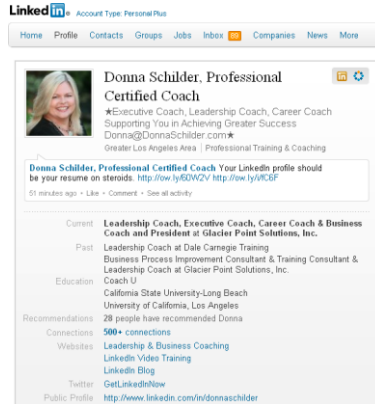 Linked in® Account Type: Personal Plus
Home Profile Contacts Groups Jobs Inbox Companies News More
Donna Schilder, Professional
Certified Coach
★Executive Coach, Leadership Coach, Career Coach
Supporting You in Achieving Greater Success
Donna@DonnaSchilder.com★
Greater Los Angeles Area | Professional Training & Coaching
Donna Schilder, Professional Certified Coach Your LinkedIn profile should
be your resume on steroids. http://ow.ly/60W2V
51 minutes ago • Like • Comment • See all activity
Current Leadership Coach, Executive Coach, Career Coach & Business
Coach and President at Glacier Point Solutions, Inc.
Past Leadership Coach at Dale Carnegie Training
Business Process Improvement Consultant & Training Consultant &
Leadership Coach at Glacier Point Solutions, Inc.
Education Coach U
California State University-Long Beach
University of California, Los Angeles
Recommendations 28 people have recommended Donna
Connections 500+ connections
Websites Leadership & Business Coaching
LinkedIn Video Training
LinkedIn Blog
Twitter GetLinkedInNow
Public Profile http://www.linkedin.com/in/donnaschilder